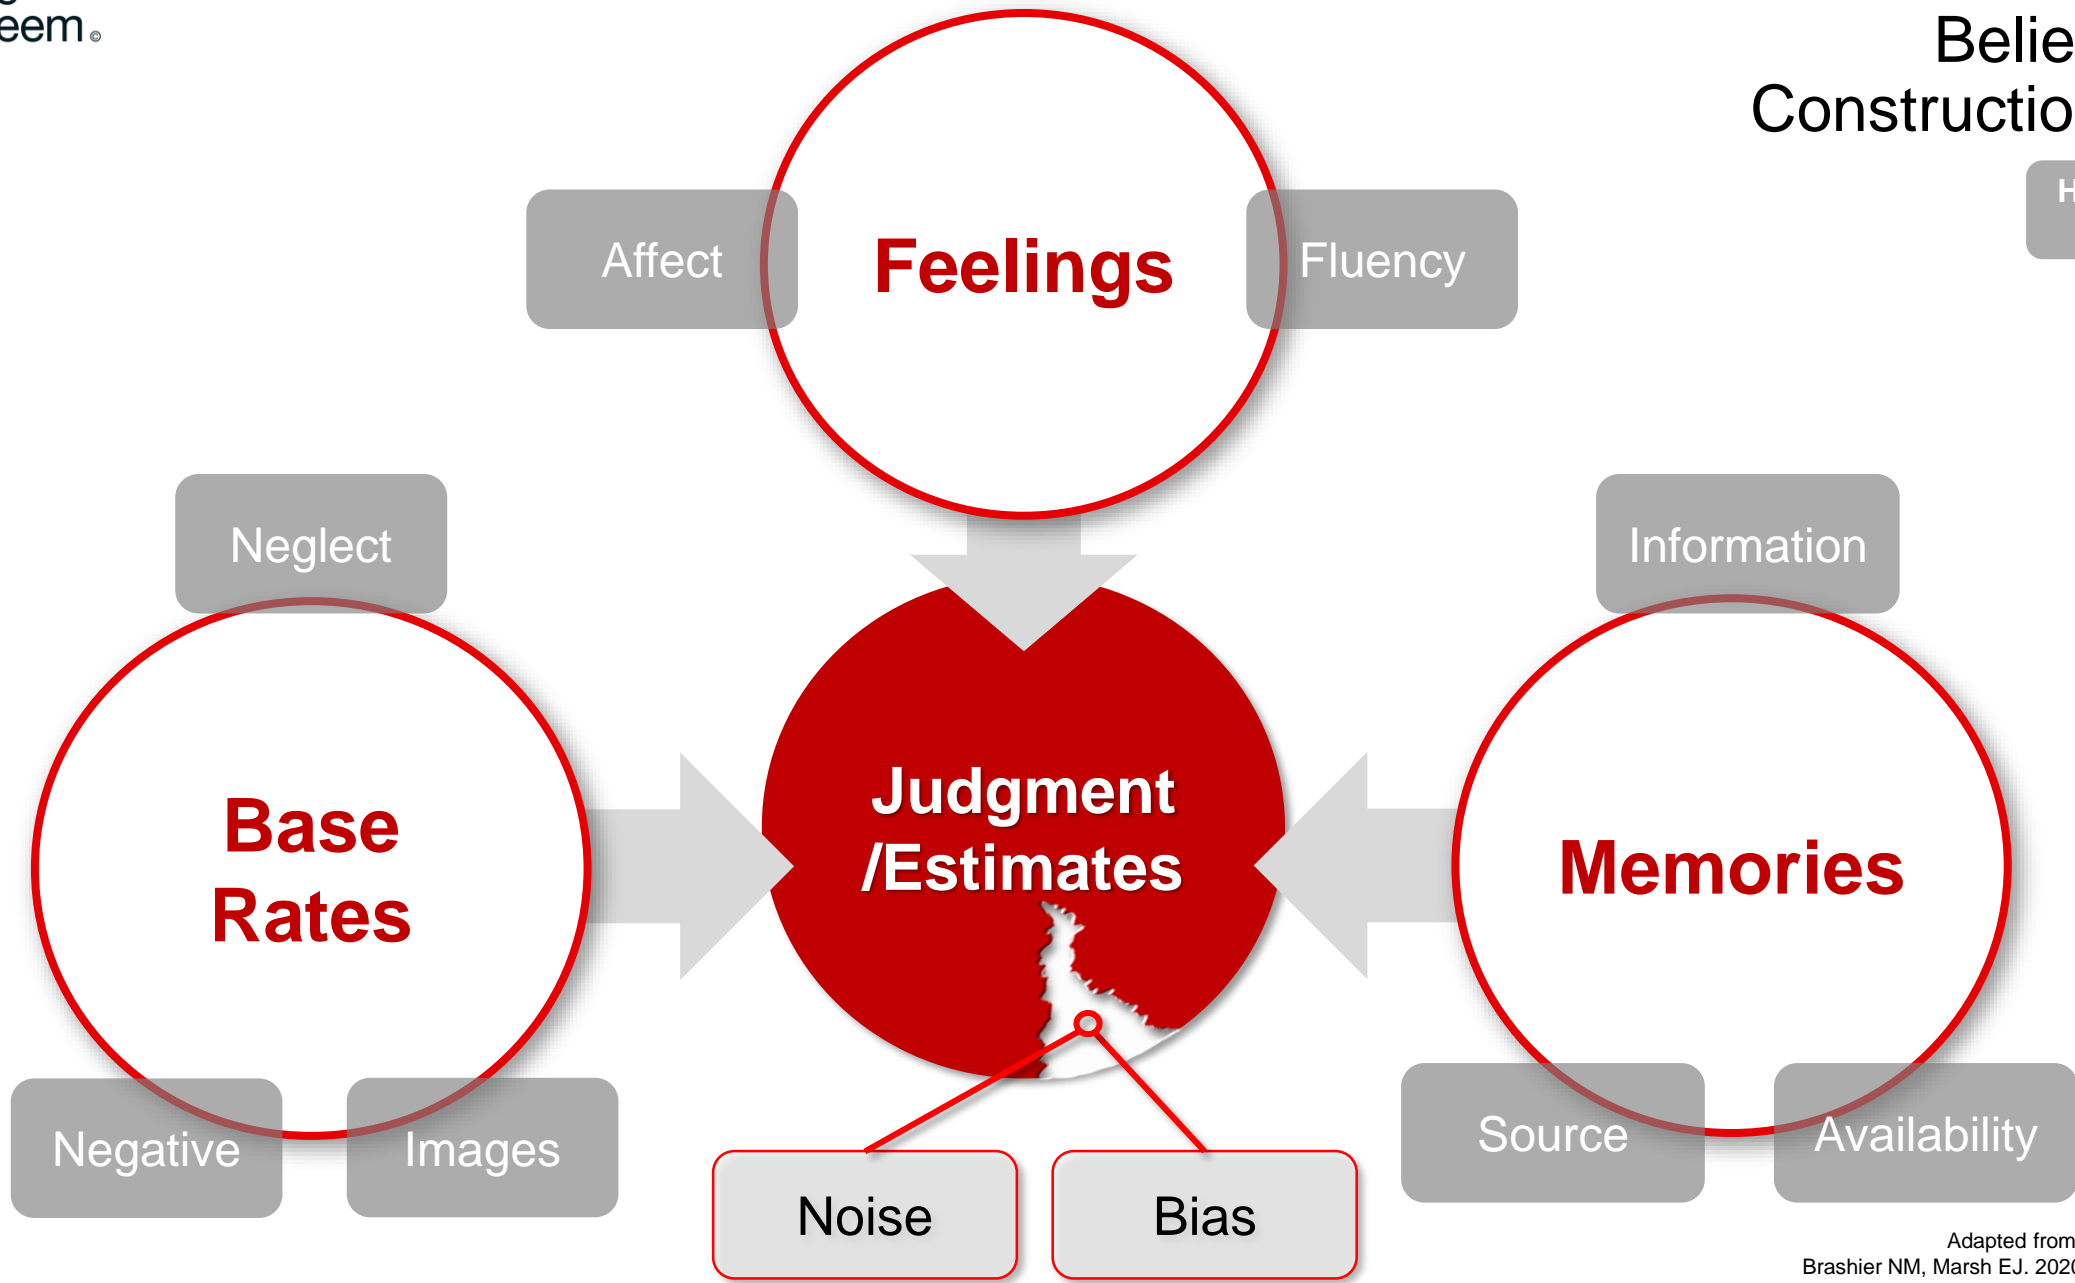 eem©
Belie
Constructio
H
Affect
Feelings
Fluency
Neglect
Information
Base
Rates
Judgment
/Estimates
Memories
Negative
Images
Source
Availability
Noise
Bias
Adapted from
Brashier NM, Marsh EJ. 2020